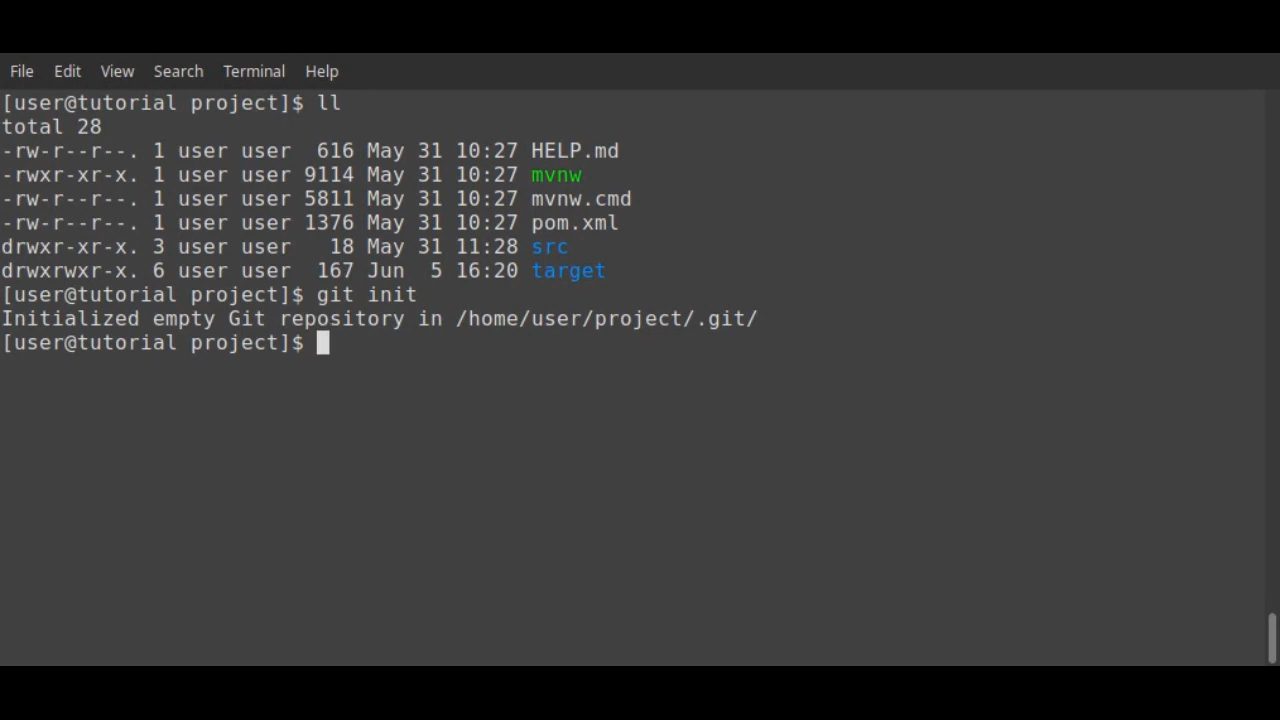 File Edit View Search Terminal Help
[user@tutorial project]$ ll
total 28
-rw-r--r--. 1 user user  616 May 31 10:27 HELP.md
-rwxr-xr-x. 1 user user 9114 May 31 10:27 mvnw
-rw-r--r--. 1 user user 5811 May 31 10:27 mvnw.cmd
-rw-r--r--. 1 user user 1376 May 31 10:27 pom.xml
drwxr-xr-x. 3 user user   18 May 31 11:28 src
drwxrwxr-x. 6 user user  167 Jun  5 16:20 target
[user@tutorial project]$ git init
Initialized empty Git repository in /home/user/project/.git/
[user@tutorial project]$